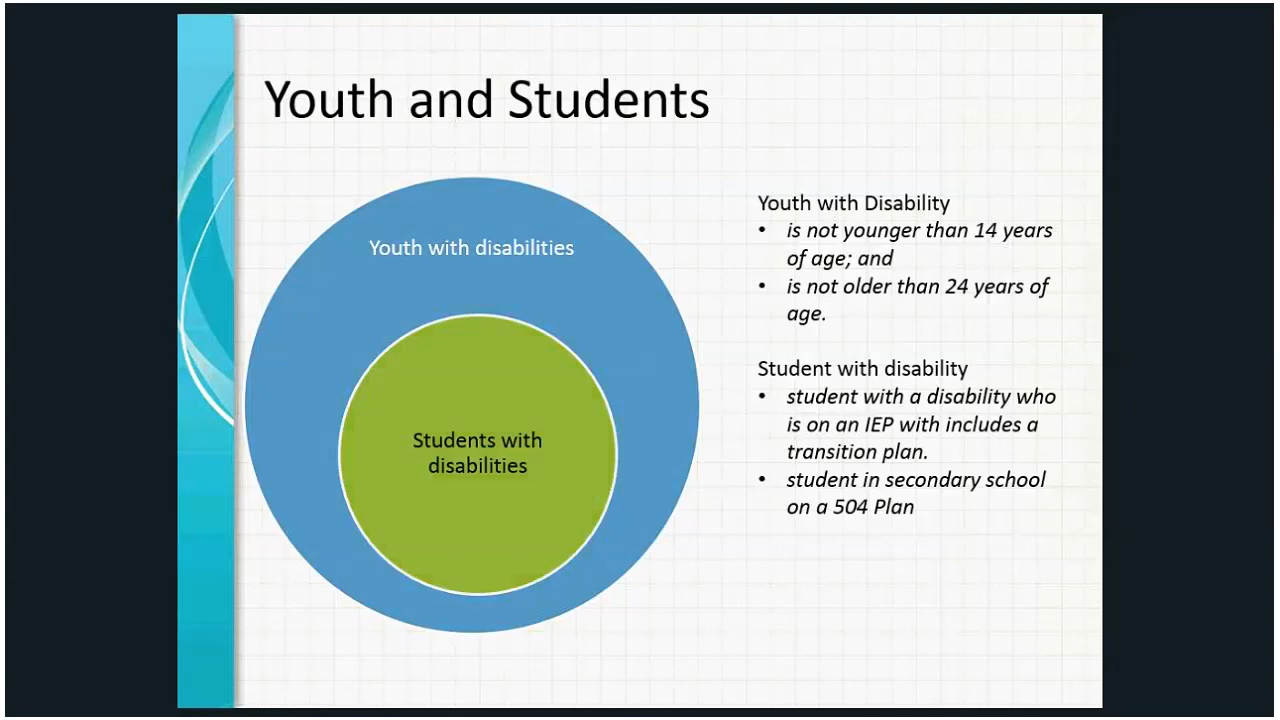 Youth and Students
Youth with disabilities
Students with
disabilities
Youth with Disability
• is not younger than 14 years
of age; and
• is not older than 24 years of
age.
Student with disability
• student with a disability who
is on an IEP with includes a
transition plan.
• student in secondary school
on a 504 Plan